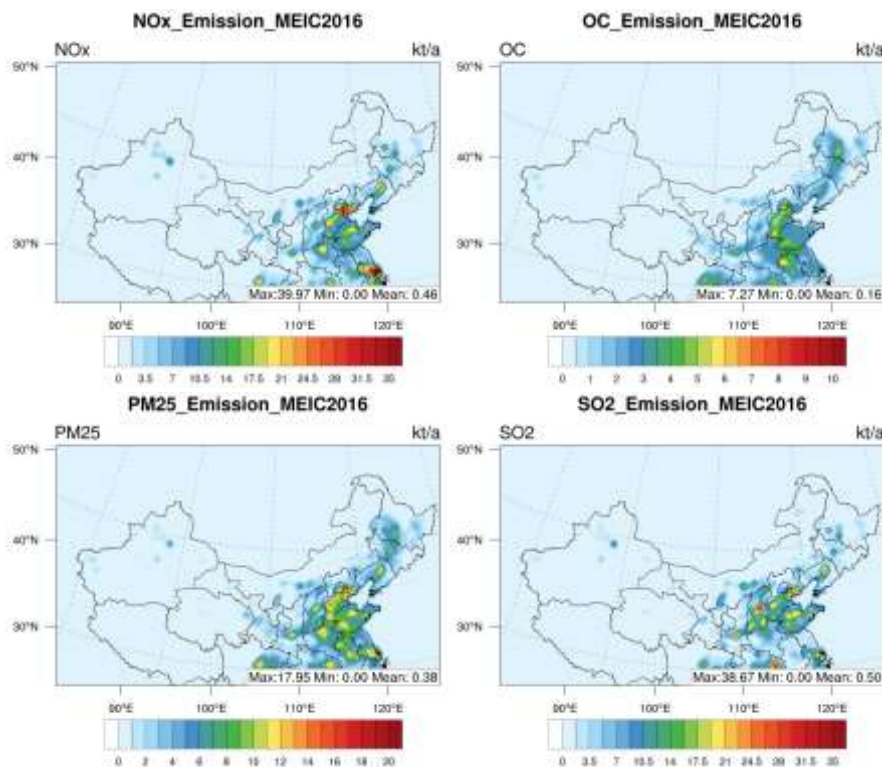 NOx_Emission_MEIC2016
NOx kt/a
50°N
40°N
30°N
Max:39.97 Min: 0.00 Mean: 0.46
90°E 100°E 110°E 120°E
0 3.5 7 10.5 14 17.5 21 24.5 28 31.5 35
OC_Emission_MEIC2016
OC kt/a
50°N
40°N
30°N
Max:7.27 Min: 0.00 Mean: 0.16
90°E 100°E 110°E 120°E
0 1 2 3 4 5 6 7 8 9 10
PM25_Emission_MEIC2016
PM25 kt/a
50°N
40°N
30°N
Max:17.95 Min: 0.00 Mean: 0.38
90°E 100°E 110°E 120°E
0 2 4 6 8 10 12 14 16 18 20
SO2_Emission_MEIC2016
SO2 kt/a
50°N
40°N
30°N
Max:38.67 Min: 0.00 Mean: 0.50
90°E 100°E 110°E 120°E
0 3.5 7 10.5 14 17.5 21 24.5 28 31.5 35